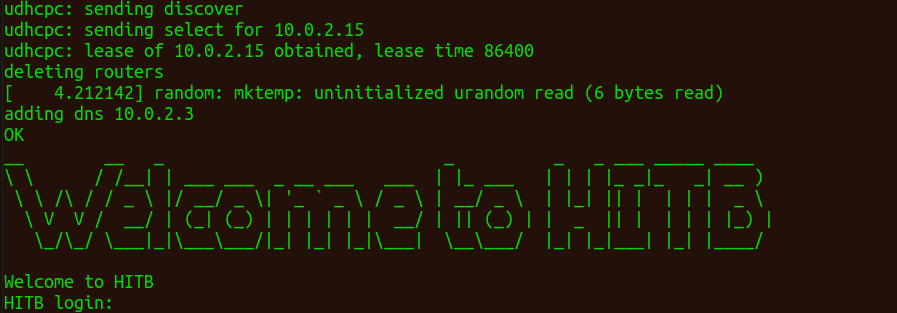 udhcpc: sending discover
udhcpc: sending select for 10.0.2.15
udhcpc: lease of 10.0.2.15 obtained, lease time 86400
deleting routers
[    4.212142] random: mktemp: uninitialized urandom read (6 bytes read)
adding dns 10.0.2.3
OK
Welcome to HITB
Welcome to HITB
HITB login: